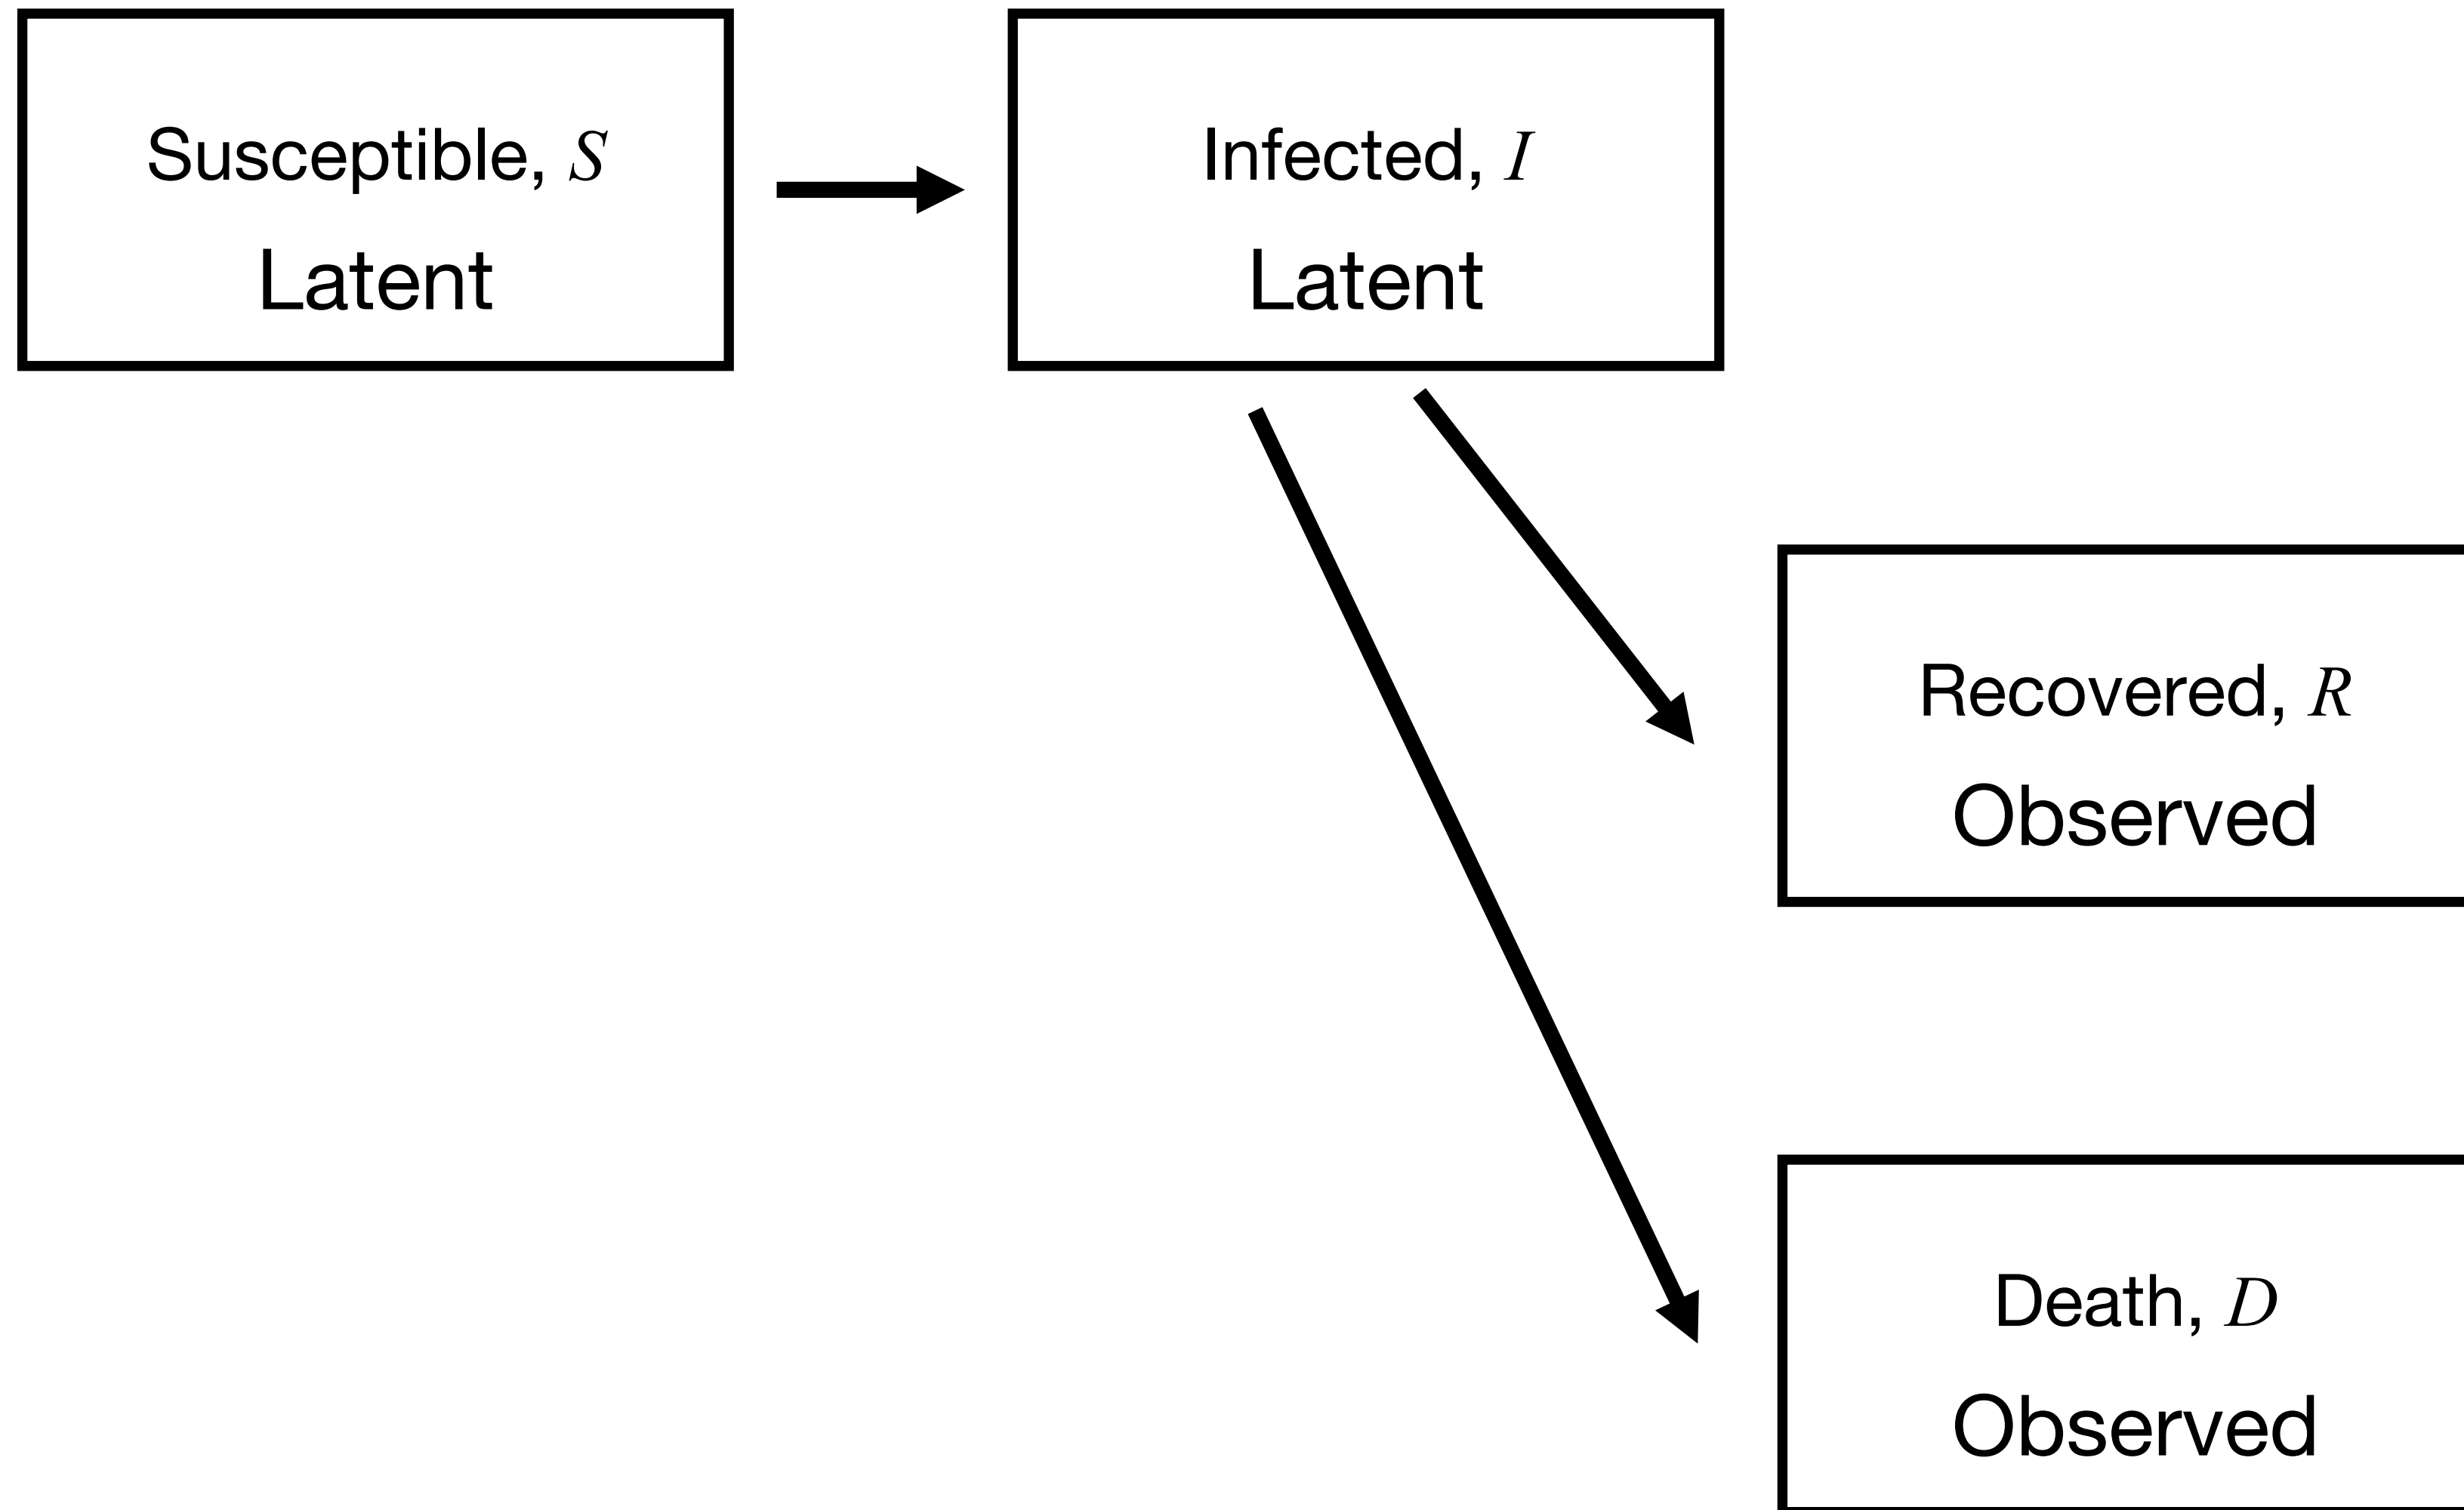 Susceptible, S
Latent
Infected, I
Latent
Recovered, R
Observed
Death, D
Observed